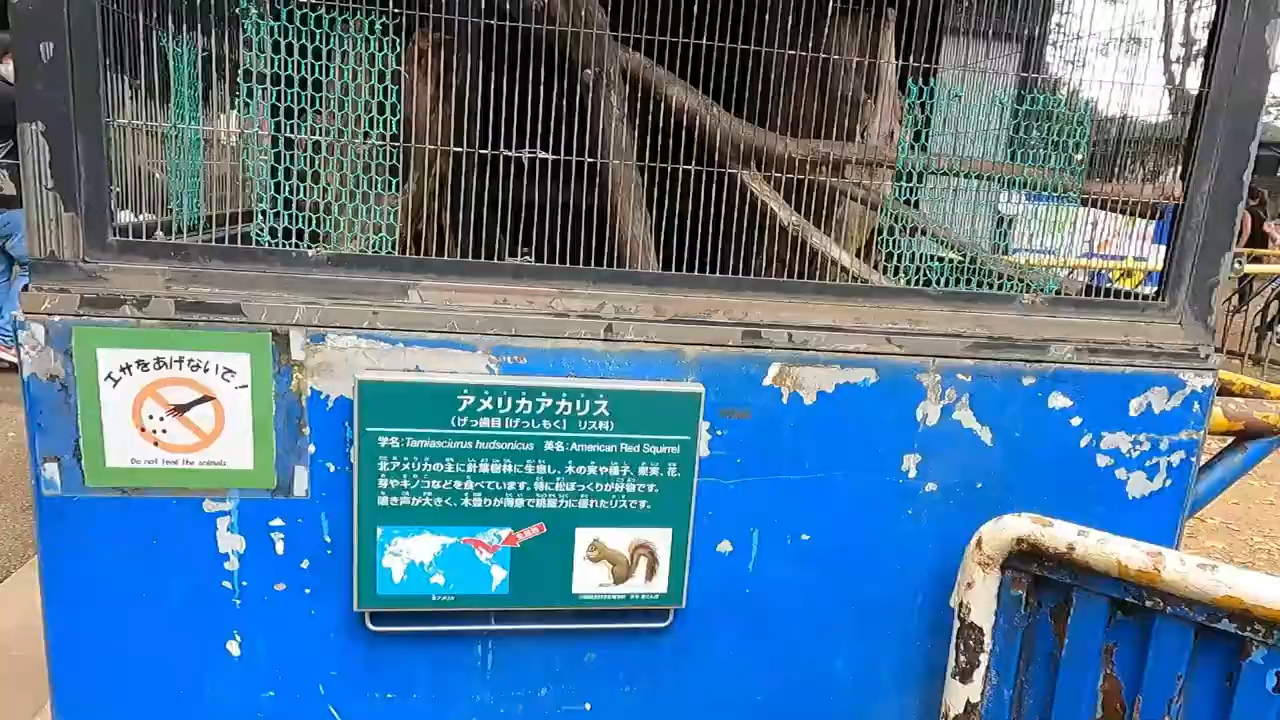 エサをあげないで!
Do not feed the animals
アメリカアカリス
(げっ歯目【げっしもく】 リス科)
学名:Tamiasciurus hudsonicus 英名:American Red Squirrel
北アメリカの主に針葉樹林に生息し、木の実や種子、果実、花、
芽やキノコなどを食べています。特に松ぼっくりが好物です。
鳴き声が大きく、木登りが得意で跳躍力に優れたリスです。
北アメリカ